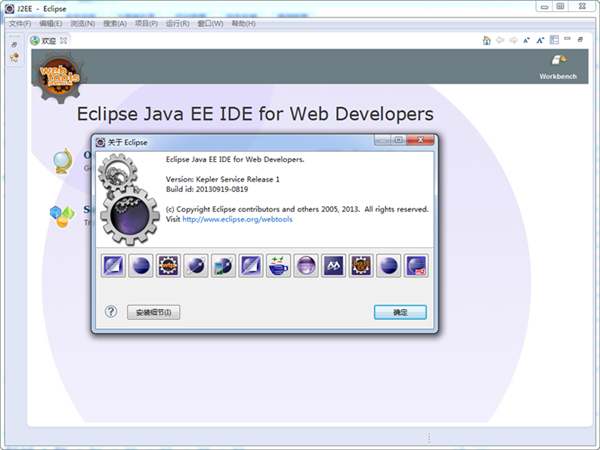 J2EE - Eclipse
文件(F) 编辑(E) 浏览(N) 搜索(A) 项目(P) 运行(R) 窗口(W) 帮助(H)
欢迎
web tools
Workbench
Eclipse Java EE IDE for Web Developers
关于 Eclipse
Eclipse Java EE IDE for Web Developers.
Version: Kepler Service Release 1
Build id: 20130919-0819
(c) Copyright Eclipse contributors and others 2005, 2013. All rights reserved.
Visit http://www.eclipse.org/webtools
安装细节(I)
确定